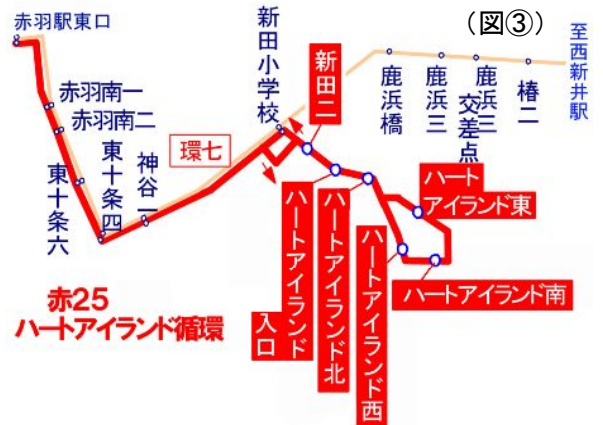 (図③)
赤羽駅東口
赤羽南一
赤羽南二
東十条六
東十条四
神谷一
環七
新田小学校
新田二
鹿浜橋
鹿浜三
鹿浜三
交差点
椿二
至西新井駅
ハート
アイランド東
ハートアイランド南
ハートアイランド西
ハートアイランド北
ハートアイランド
入口
赤25
ハートアイランド循環